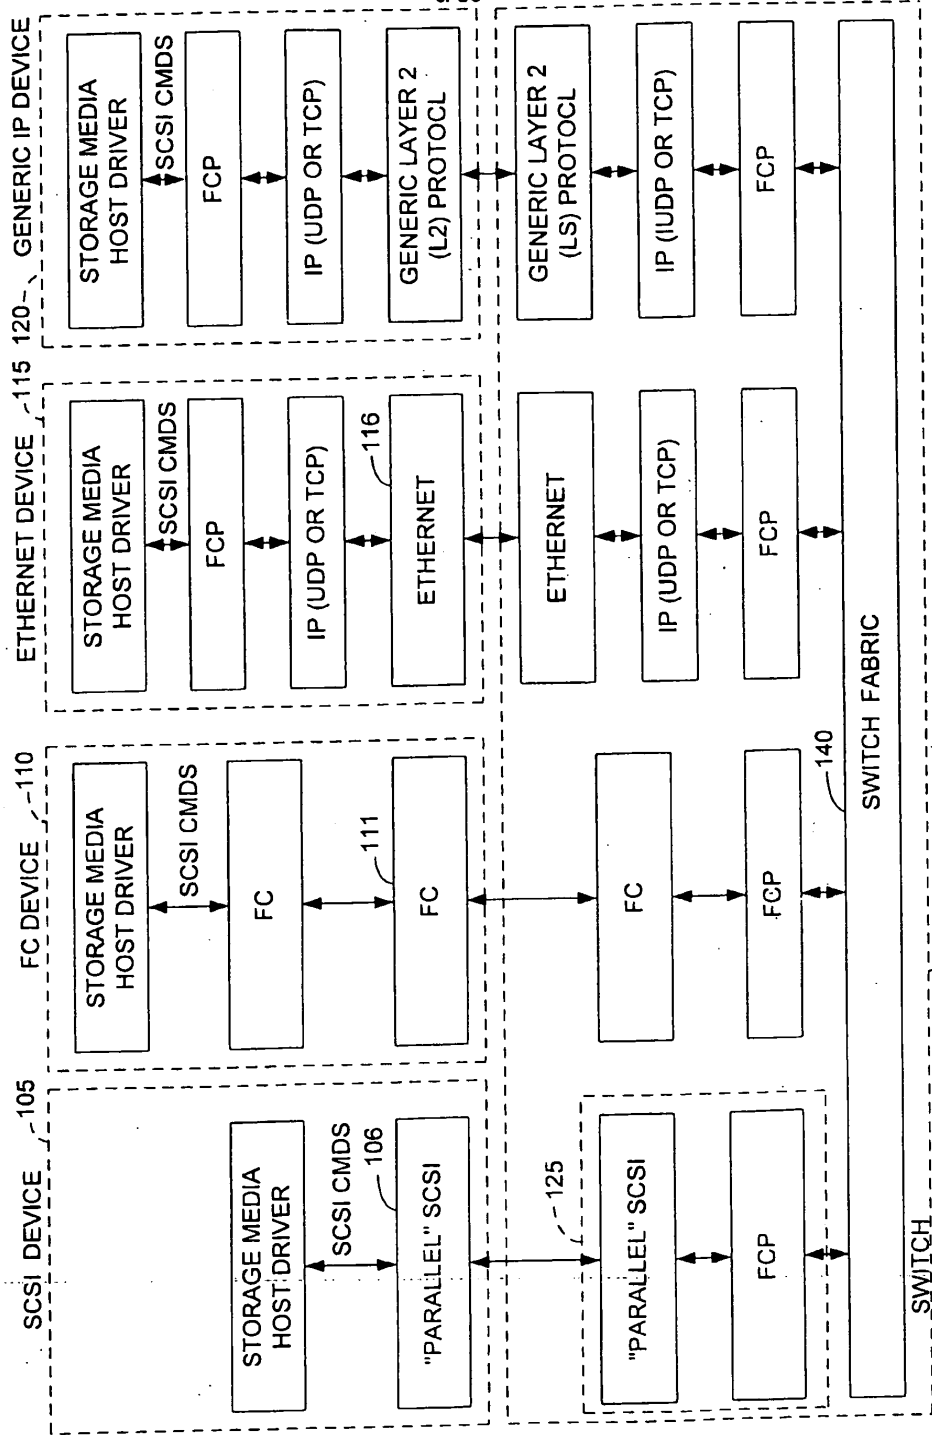 SCSI DEVICE
105
STORAGE MEDIA
HOST DRIVER
SCSI CMDS
106
"PARALLEL" SCSI
125
"PARALLEL" SCSI
FCP
FC DEVICE
110
STORAGE MEDIA
HOST DRIVER
SCSI CMDS
FC
111
FC
FC
FCP
ETHERNET DEVICE
115
STORAGE MEDIA
HOST DRIVER
SCSI CMDS
FCP
IP (UDP OR TCP)
116
ETHERNET
ETHERNET
IP (UDP OR TCP)
FCP
120
GENERIC IP DEVICE
STORAGE MEDIA
HOST DRIVER
SCSI CMDS
FCP
IP (UDP OR TCP)
GENERIC LAYER 2
(L2) PROTOCL
GENERIC LAYER 2
(LS) PROTOCL
IP (IUDP OR TCP)
FCP
140
SWITCH FABRIC
SWITCH